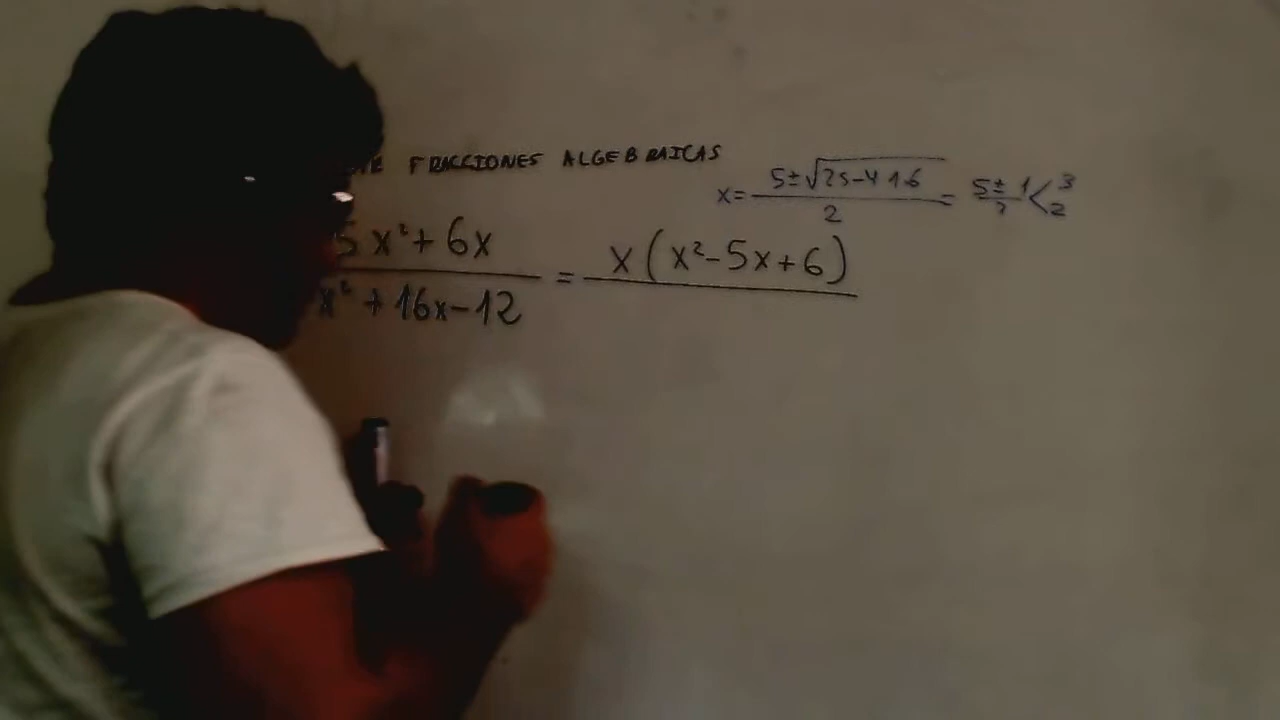 FRACCIONES ALGEBRAICAS
x = 5±√25-4·1·6 / 2 = 5±1 / 2 < 3 2
5x² + 6x / x² + 16x - 12 = x(x² - 5x + 6)